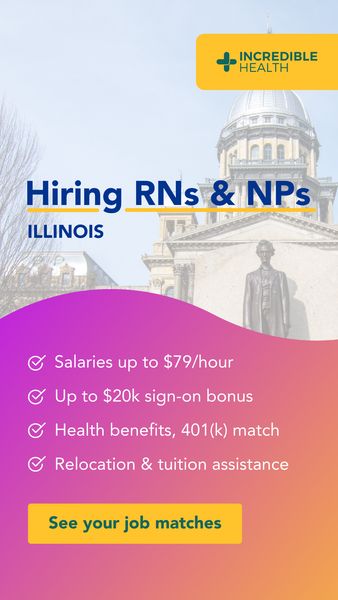 INCREDIBLE
HEALTH
Hiring RNs & NPs
ILLINOIS
Salaries up to $79/hour
Up to $20k sign-on bonus
Health benefits, 401(k) match
Relocation & tuition assistance
See your job matches